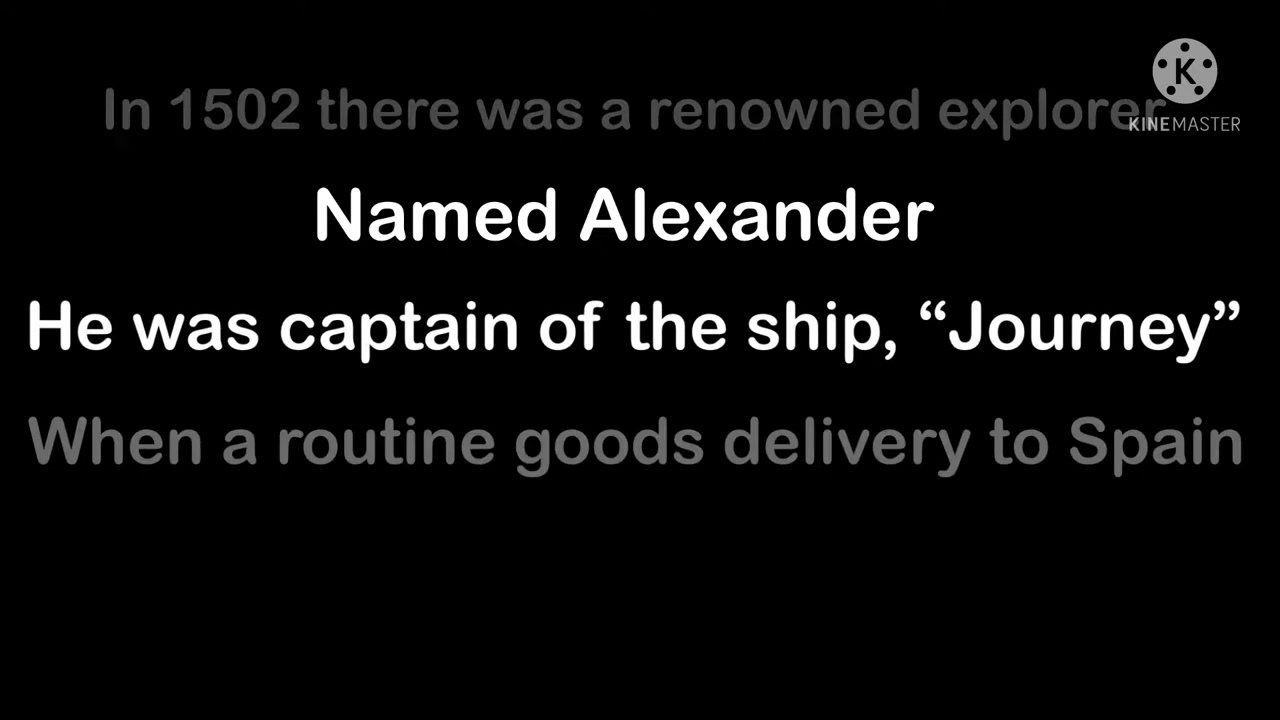 In 1502 there was a renowned explorer
K
KINEMASTER
Named Alexander
He was captain of the ship, “Journey”
When a routine goods delivery to Spain